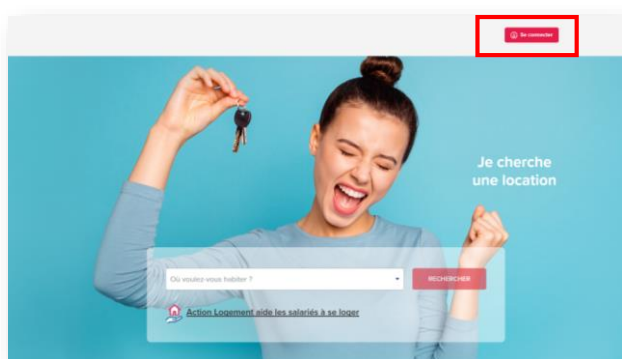 Se connecter
Je cherche
une location
Où voulez-vous habiter ?
RECHERCHER
Action Logement aide les salariés à se loger